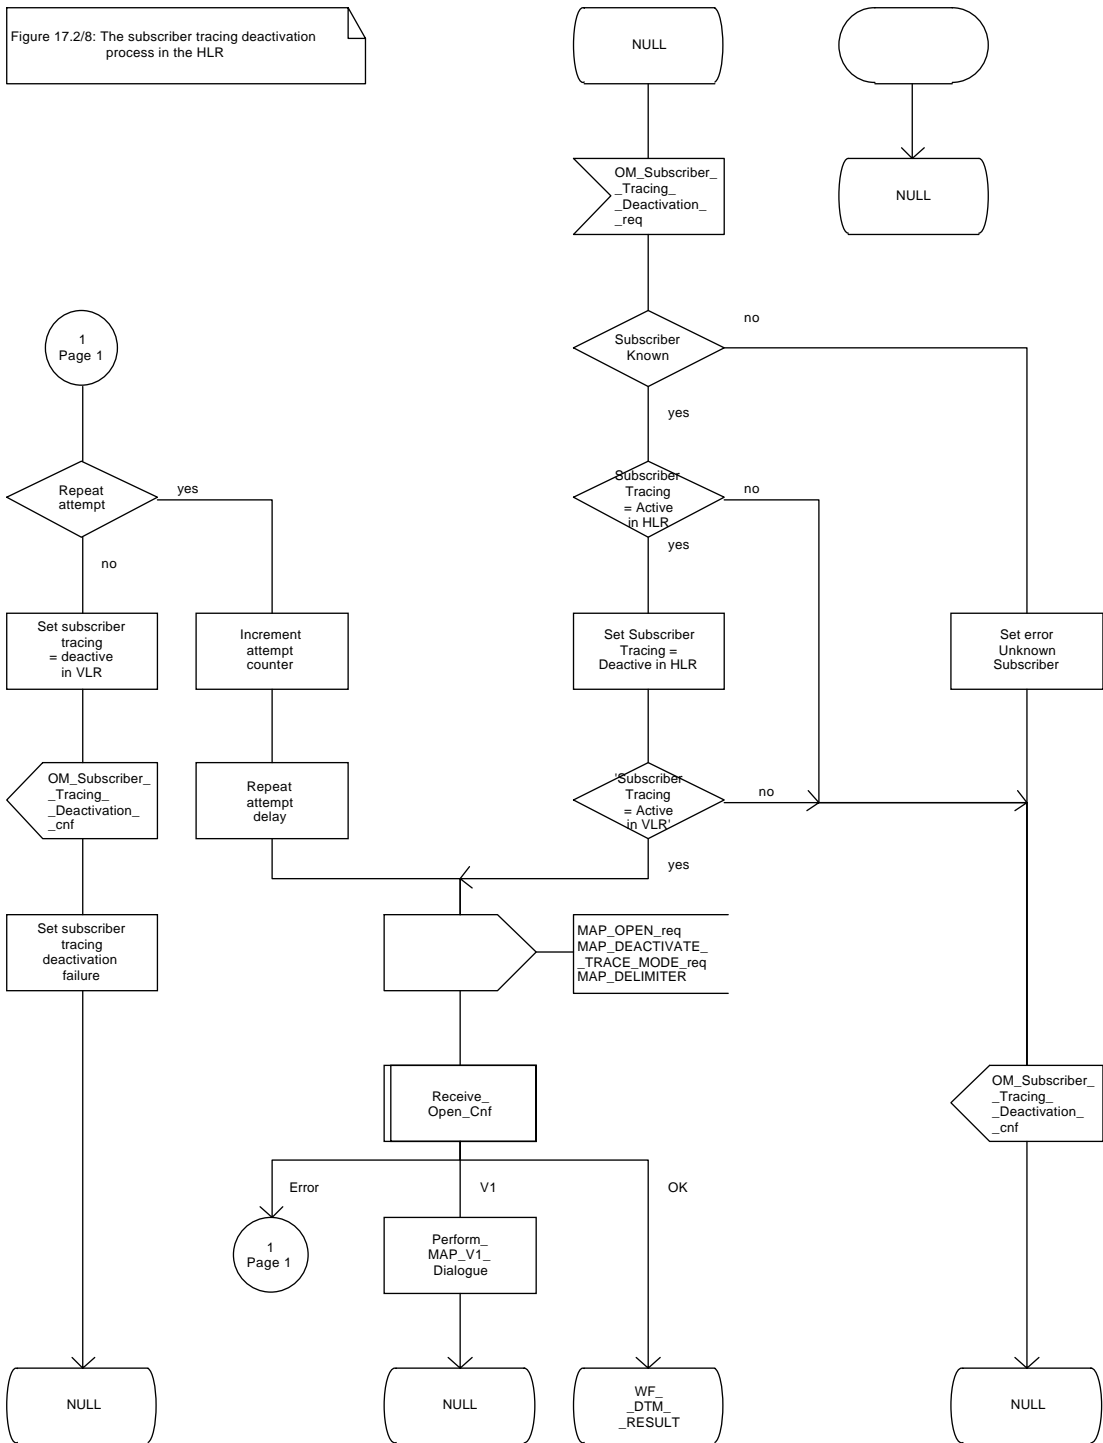 Figure 17.2/8: The subscriber tracing deactivation
process in the HLR
NULL
OM_Subscriber_
_Tracing_
_Deactivation_
_req
NULL
1
Page 1
Subscriber
Known
no
yes
Repeat
attempt
yes
no
Subscriber
Tracing
= Active
in HLR
no
yes
Set subscriber
tracing
= deactive
in VLR
Increment
attempt
counter
Set Subscriber
Tracing =
Deactive in HLR
Set error
Unknown
Subscriber
OM_Subscriber_
_Tracing_
_Deactivation_
_cnf
Repeat
attempt
delay
'Subscriber
Tracing
= Active
in VLR'
no
yes
Set subscriber
tracing
deactivation
failure
MAP_OPEN_req
MAP_DEACTIVATE_
_TRACE_MODE_req
MAP_DELIMITER
Receive_
Open_Cnf
OM_Subscriber_
_Tracing_
_Deactivation_
_cnf
Error
V1
OK
1
Page 1
Perform_
MAP_V1_
Dialogue
NULL
NULL
WF_
_DTM_
_RESULT
NULL